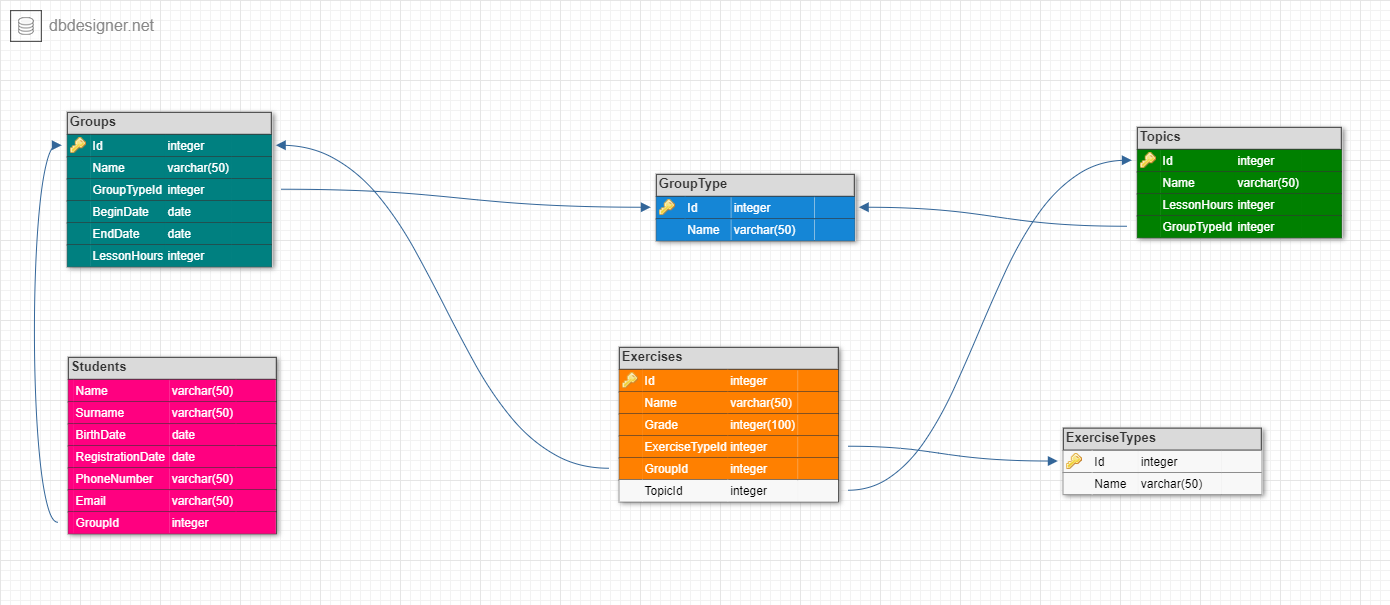 dbdesigner.net
Groups
Id integer
Name varchar(50)
GroupTypeId integer
BeginDate date
EndDate date
LessonHours integer
GroupType
Id integer
Name varchar(50)
Topics
Id integer
Name varchar(50)
LessonHours integer
GroupTypeId integer
Students
Name varchar(50)
Surname varchar(50)
BirthDate date
RegistrationDate date
PhoneNumber varchar(50)
Email varchar(50)
GroupId integer
Exercises
Id integer
Name varchar(50)
Grade integer(100)
ExerciseTypeId integer
GroupId integer
TopicId integer
ExerciseTypes
Id integer
Name varchar(50)